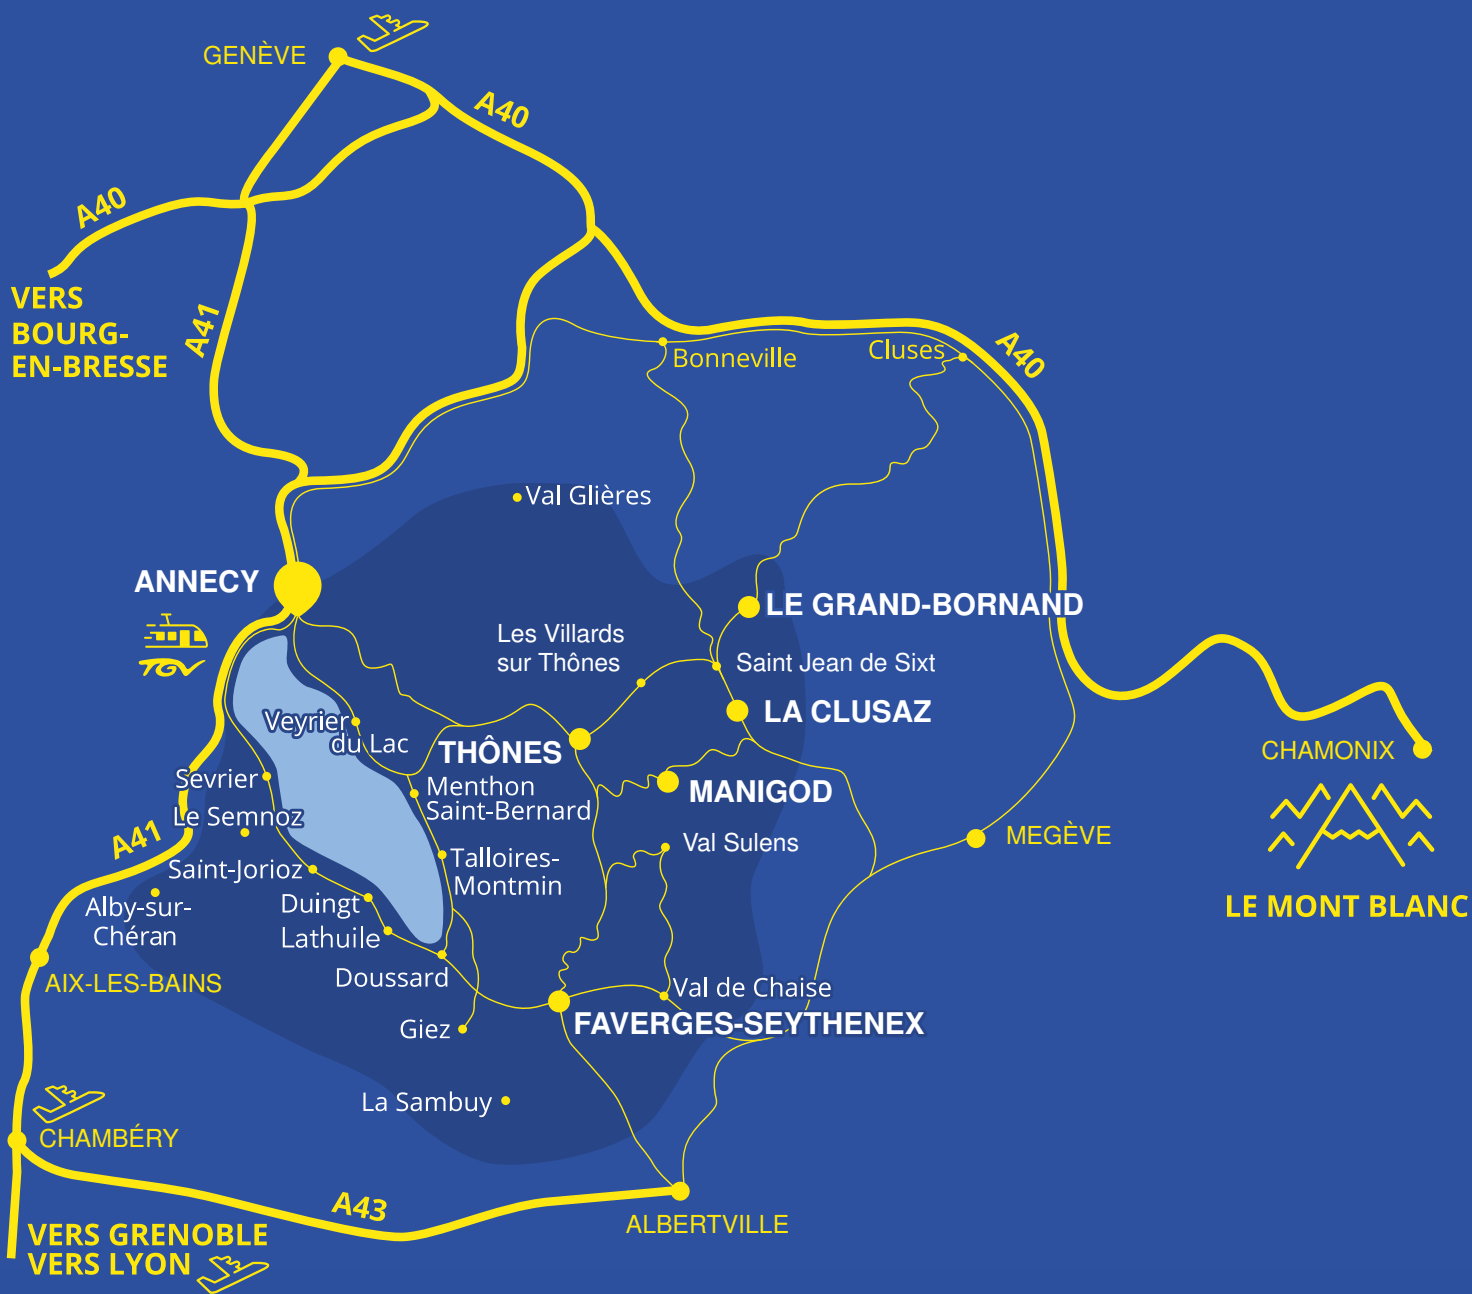 GENÈVE
A40
A40
VERS
BOURG-
EN-BRESSE
A41
Bonneville
Cluses
A40
Val Glières
ANNECY
TGV
LE GRAND-BORNAND
Les Villards
sur Thônes
Saint Jean de Sixt
LA CLUSAZ
Veyrier
du Lac
THÔNES
CHAMONIX
Sevrier
Menthon
Saint-Bernard
MANIGOD
Le Semnoz
A41
Val Sulens
MEGÈVE
Saint-Jorioz
Talloires-
Montmin
Alby-sur-
Chéran
Duingt
LE MONT BLANC
Lathuile
Doussard
AIX-LES-BAINS
Val de Chaise
Giez
FAVERGES-SEYTHENEX
La Sambuy
CHAMBÉRY
A43
ALBERTVILLE
VERS GRENOBLE
VERS LYON